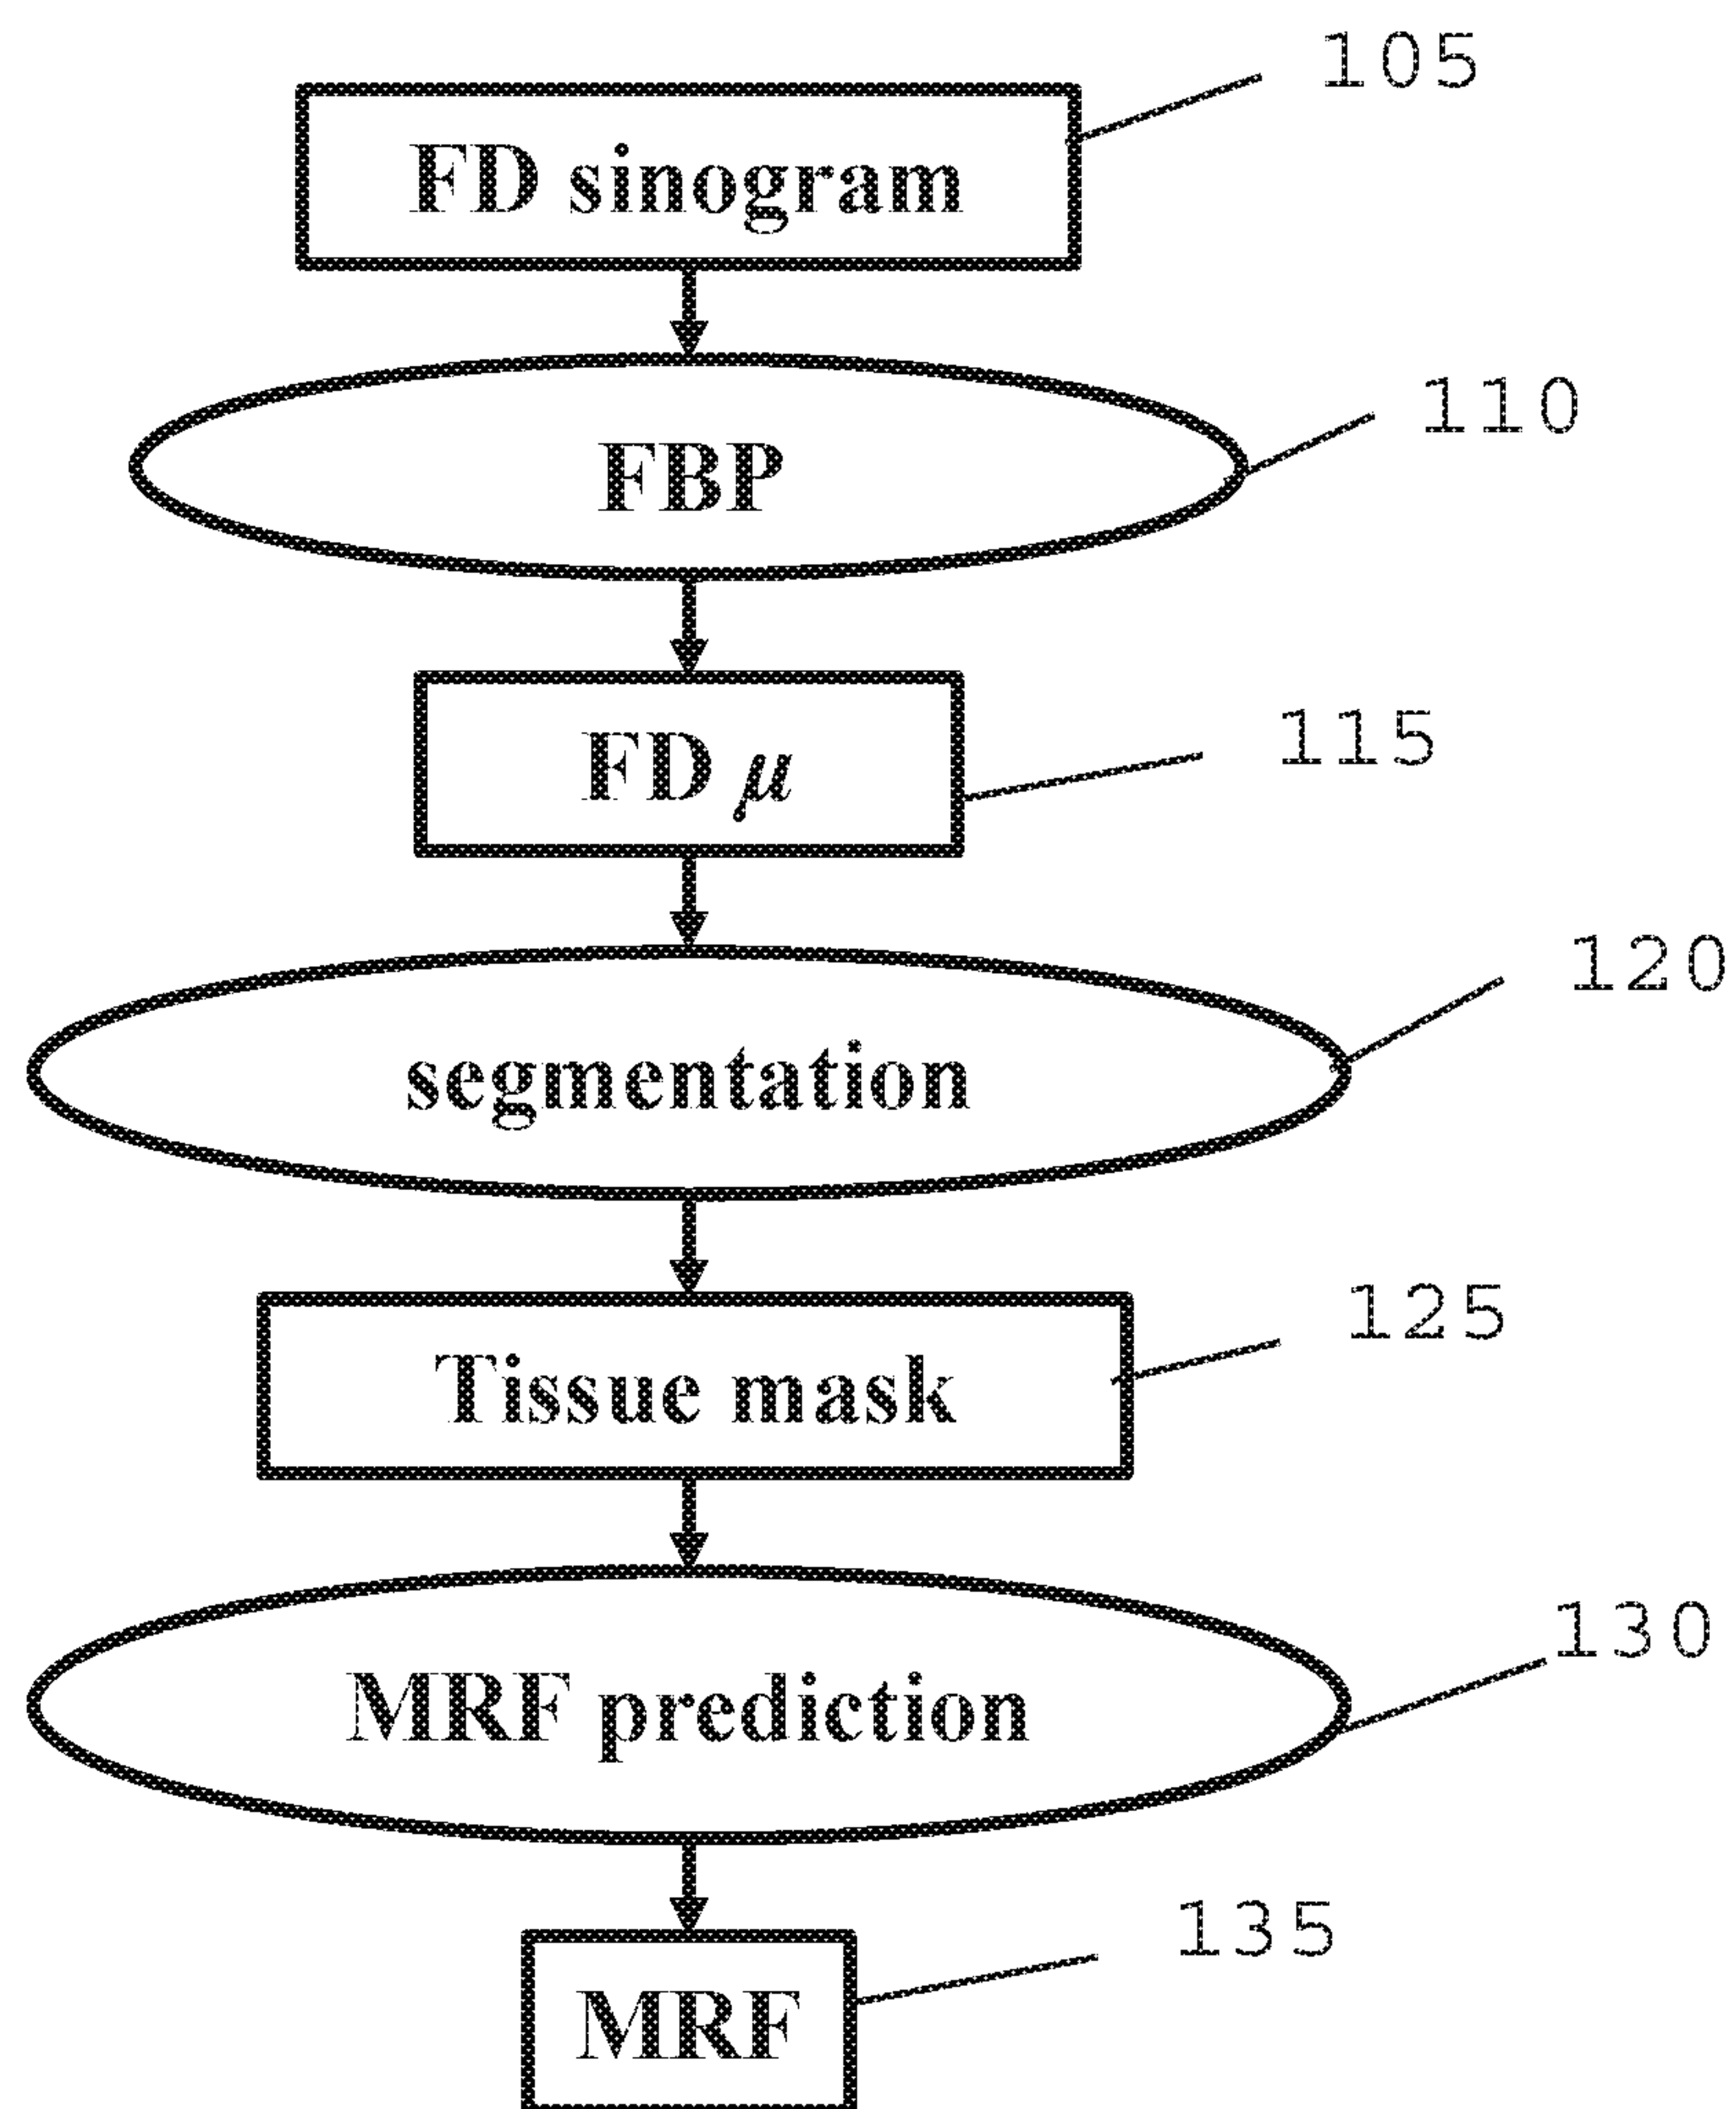 105
FD sinogram
110
FBP
115
FD μ
120
segmentation
125
Tissue mask
130
MRF prediction
135
MRF